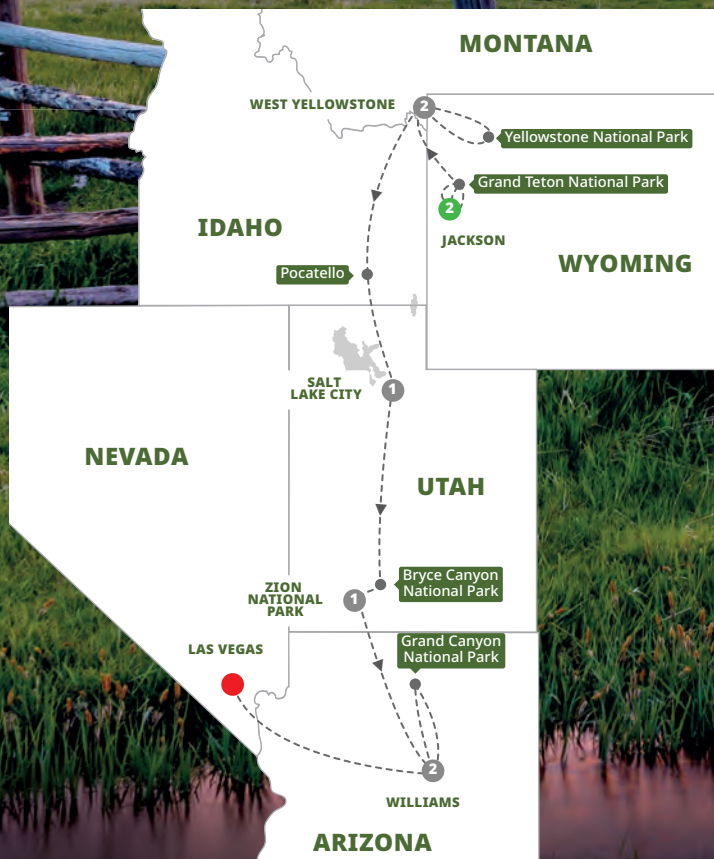 MONTANA
WEST YELLOWSTONE
2
Yellowstone National Park
Grand Teton National Park
2
JACKSON
IDAHO
WYOMING
Pocatello
SALT
LAKE CITY
1
NEVADA
UTAH
Bryce Canyon
National Park
ZION
NATIONAL
PARK
1
Grand Canyon
National Park
LAS VEGAS
2
WILLIAMS
ARIZONA